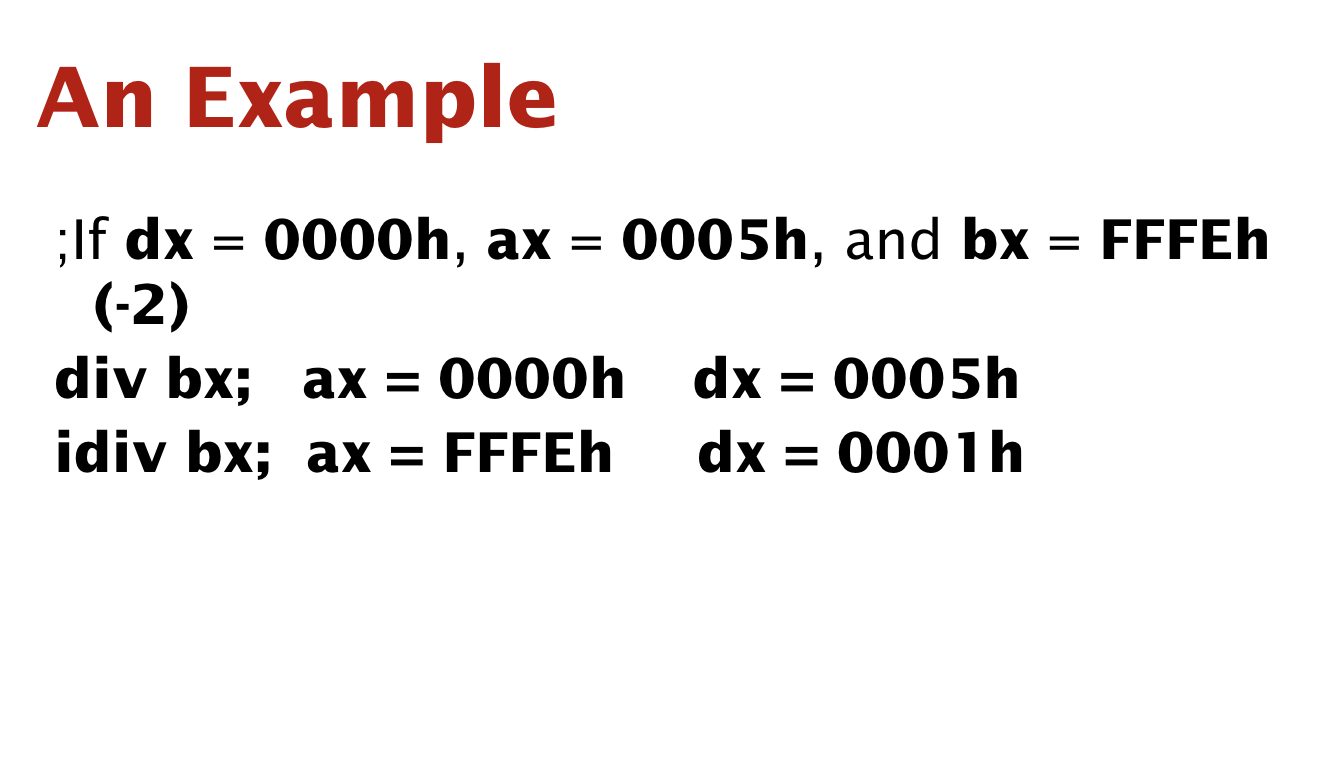 An Example
;If dx = 0000h, ax = 0005h, and bx = FFFEh
(-2)
div bx; ax = 0000h dx = 0005h
idiv bx; ax = FFFEh dx = 0001h